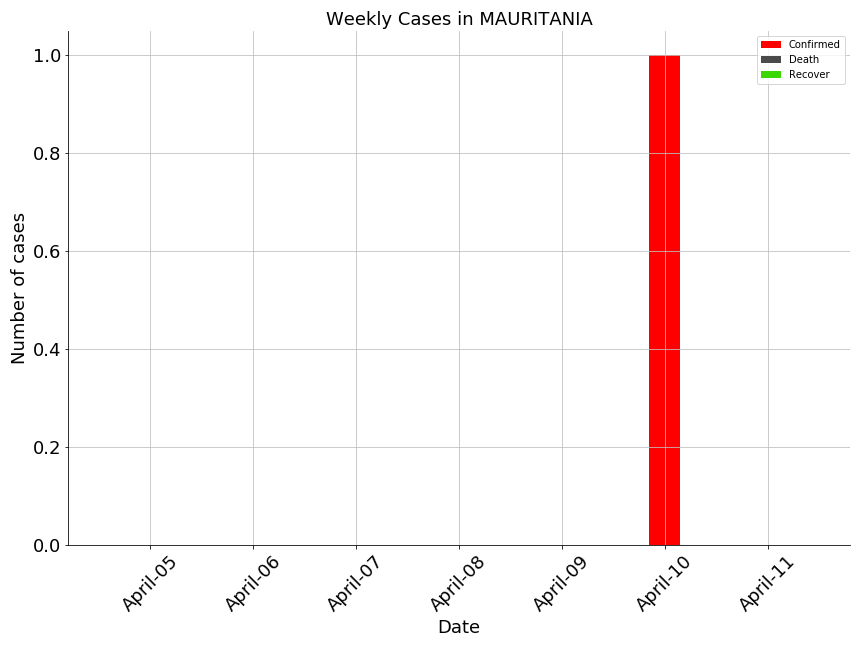 Weekly Cases in MAURITANIA
Confirmed
Death
Recover
1.0
0.8
0.6
0.4
0.2
0.0
Number of cases
April-05
April-06
April-07
April-08
April-09
April-10
April-11
Date